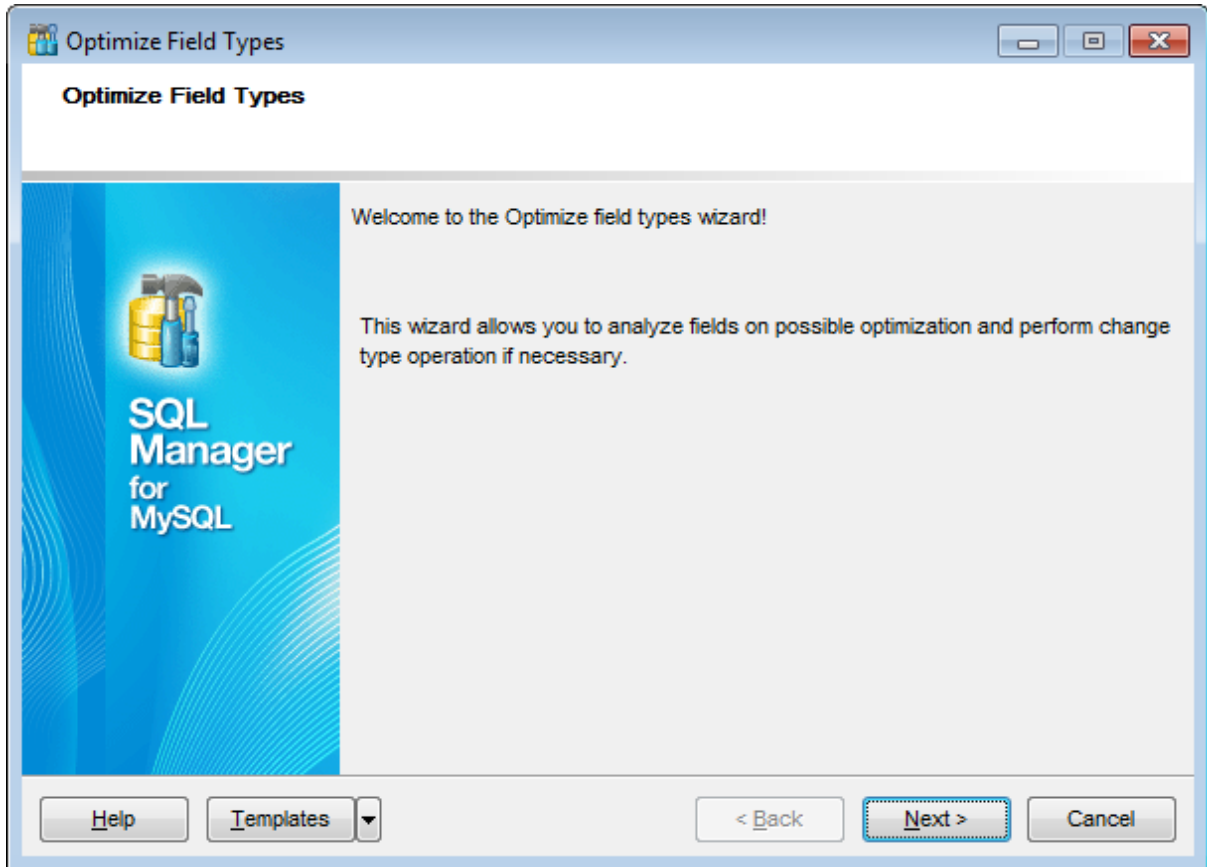 Optimize Field Types
Optimize Field Types
Welcome to the Optimize field types wizard!
This wizard allows you to analyze fields on possible optimization and perform change
type operation if necessary.
SQL
Manager
for
MySQL
Help
Templates
< Back
Next >
Cancel